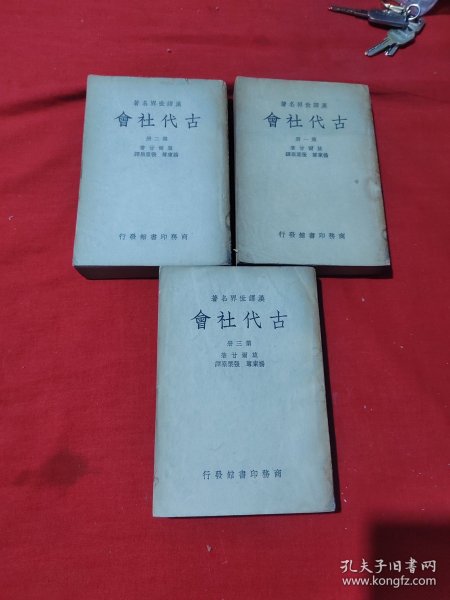 漢譯世界名著
古代社會
第一册
莫爾甘著
楊東蓴 張栗原譯
商務印書館發行
漢譯世界名著
古代社會
第二册
莫爾甘著
楊東蓴 張栗原譯
商務印書館發行
漢譯世界名著
古代社會
第三册
莫爾甘著
楊東蓴 張栗原譯
商務印書館發行
孔夫子旧书网
www.kongfz.com